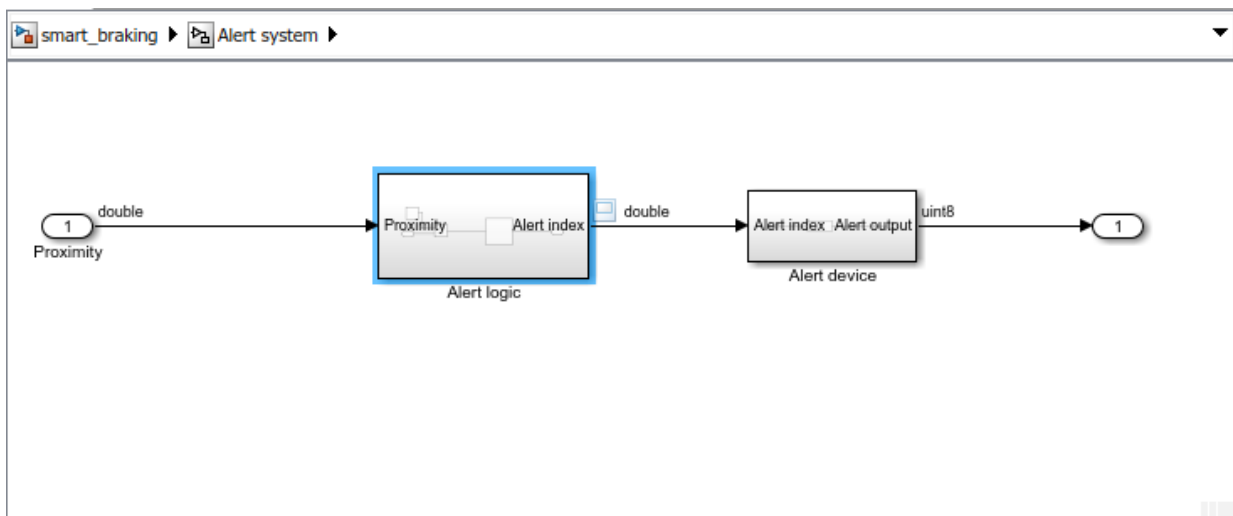 smart_braking Alert system
double
1
Proximity
Proximity Alert index
Alert logic
double
Alert index Alert output
Alert device
uint8
1